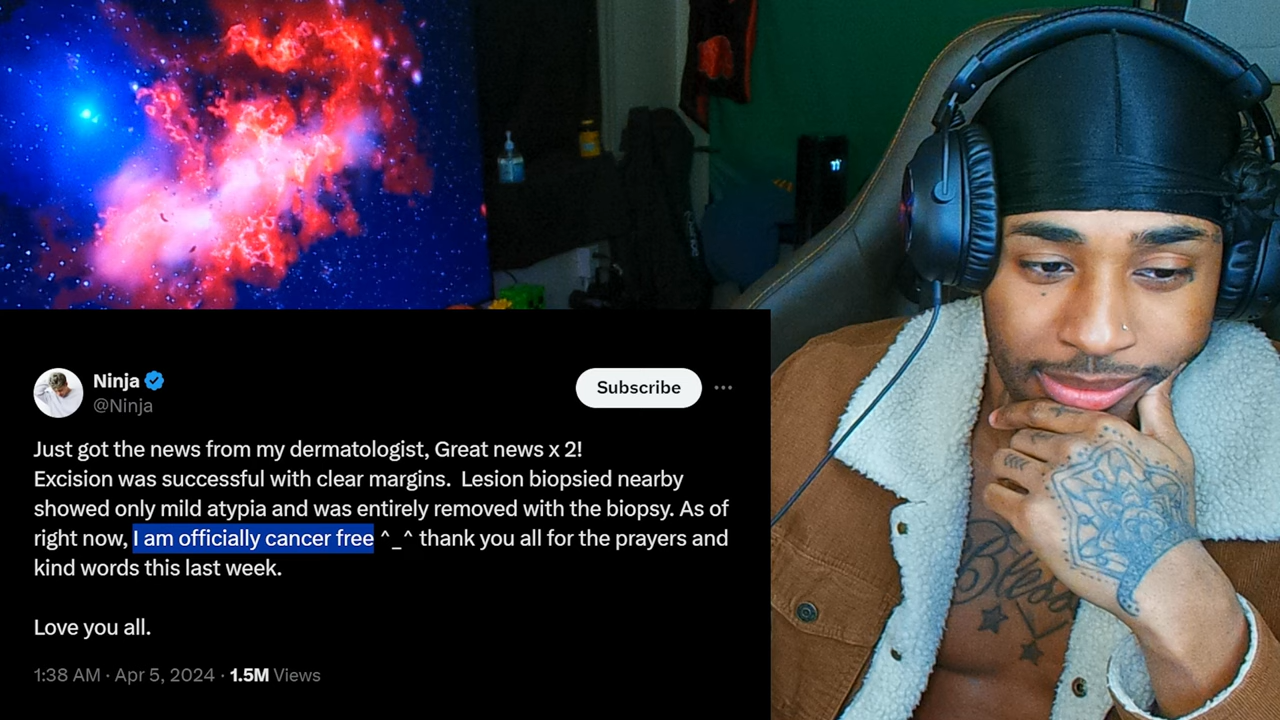 Ninja
@Ninja
Subscribe
Just got the news from my dermatologist, Great news x 2!
Excision was successful with clear margins.  Lesion biopsied nearby
showed only mild atypia and was entirely removed with the biopsy. As of
right now, I am officially cancer free ^_^ thank you all for the prayers and
kind words this last week.
Love you all.
1:38 AM · Apr 5, 2024 · 1.5M Views